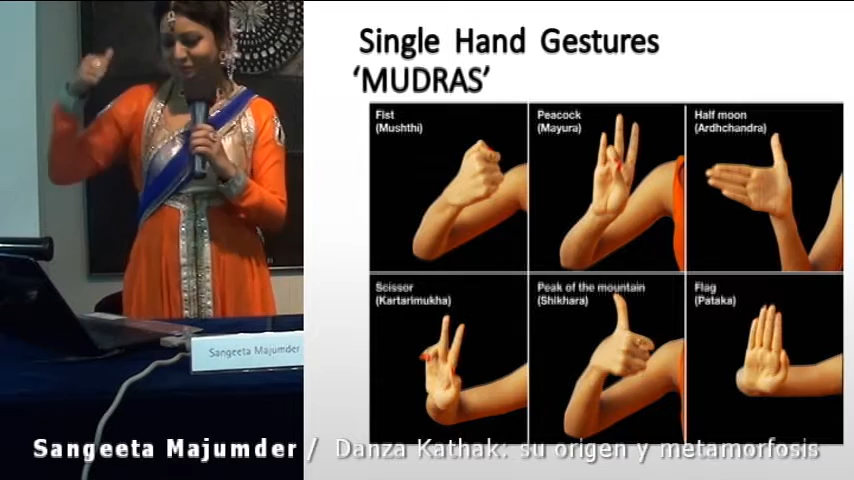 Single Hand Gestures
‘MUDRAS’
Fist
(Mushthi)
Peacock
(Mayura)
Half moon
(Ardhchandra)
Scissor
(Kartarimukha)
Peak of the mountain
(Shikhara)
Flag
(Pataka)
Sangeeta Majumder
Sangeeta Majumder / Danza Kathak: su origen y metamorfosis